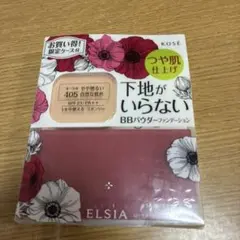 お買い得!
限定ケース付
KOSÉ
つや肌
仕上げ
405
下地が
いらない
BBパウダーファンデーション
ELSIA